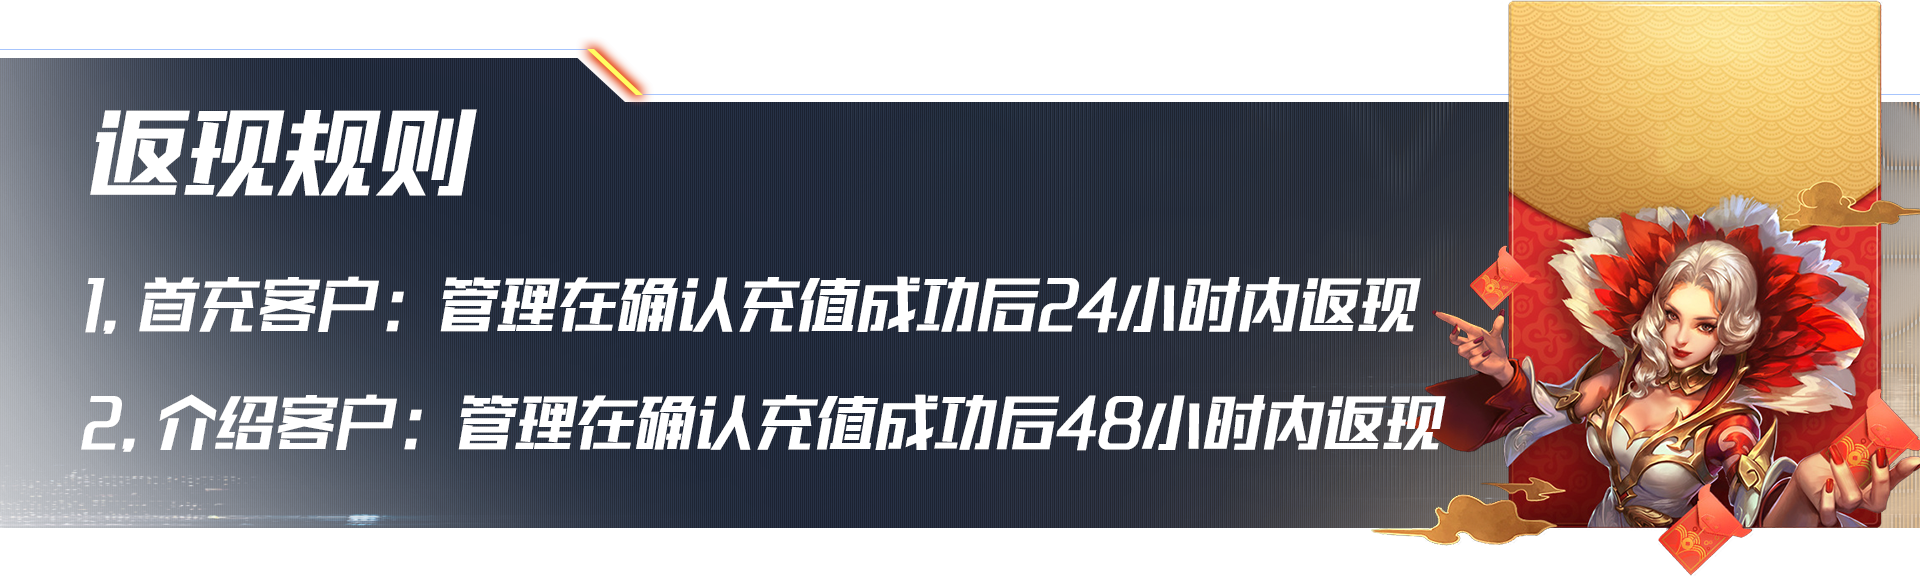 返现规则
1, 首充客户：管理在确认充值成功后24小时内返现
2, 介绍客户：管理在确认充值成功后48小时内返现